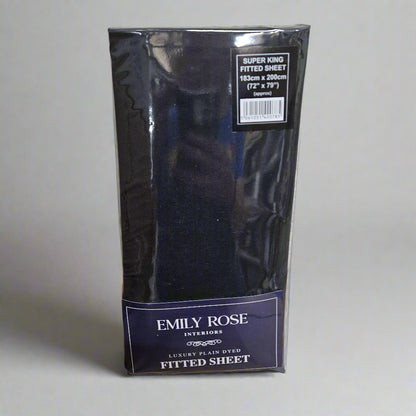 SUPER KING
FITTED SHEET
183cm x 200cm
(72" x 79")
(approx)
EMILY ROSE
INTERIORS
LUXURY PLAIN DYED
FITTED SHEET